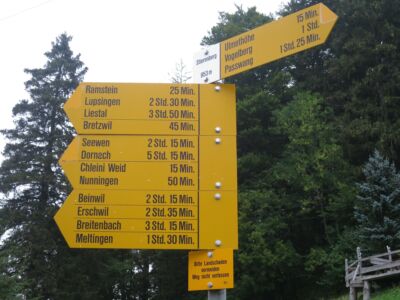 Ulmethöhe 15 Min.
Vogelberg 1 Std.
Passwang 1 Std. 25 Min.
953 m
Ramstein 25 Min.
Lupsingen 2 Std. 30 Min.
Liestal 3 Std. 50 Min.
Bretzwil 45 Min.
Seewen 2 Std. 15 Min.
Dornach 5 Std. 15 Min.
Chleini Weid 15 Min.
Nunningen 50 Min.
Beinwil 2 Std. 15 Min.
Erschwil 2 Std. 35 Min.
Breitenbach 3 Std. 15 Min.
Meltingen 1 Std. 30 Min.
Bitte Landschaden
vermeiden
Weg nicht verlassen